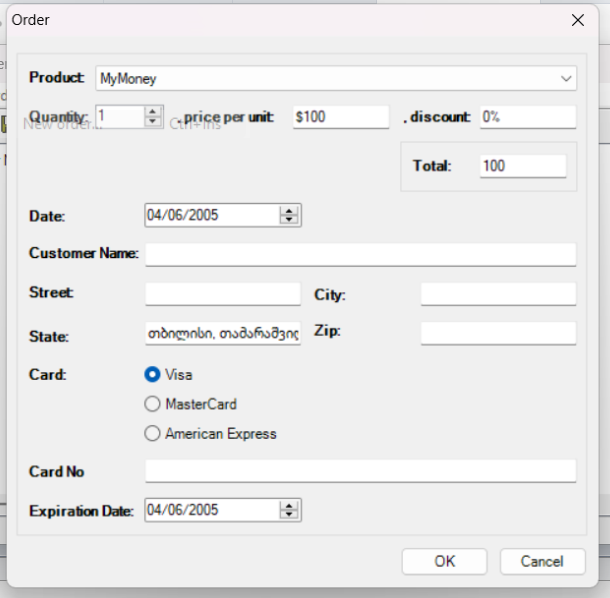 Order
Product: MyMoney
Quantity: 1 , price per unit: $100 , discount: 0%
New order... Ctrl+Ins
Total: 100
Date: 04/06/2005
Customer Name:
Street: City:
State: თბილისი, თამარაშვილ Zip:
Card: Visa
MasterCard
American Express
Card No
Expiration Date: 04/06/2005
OK Cancel